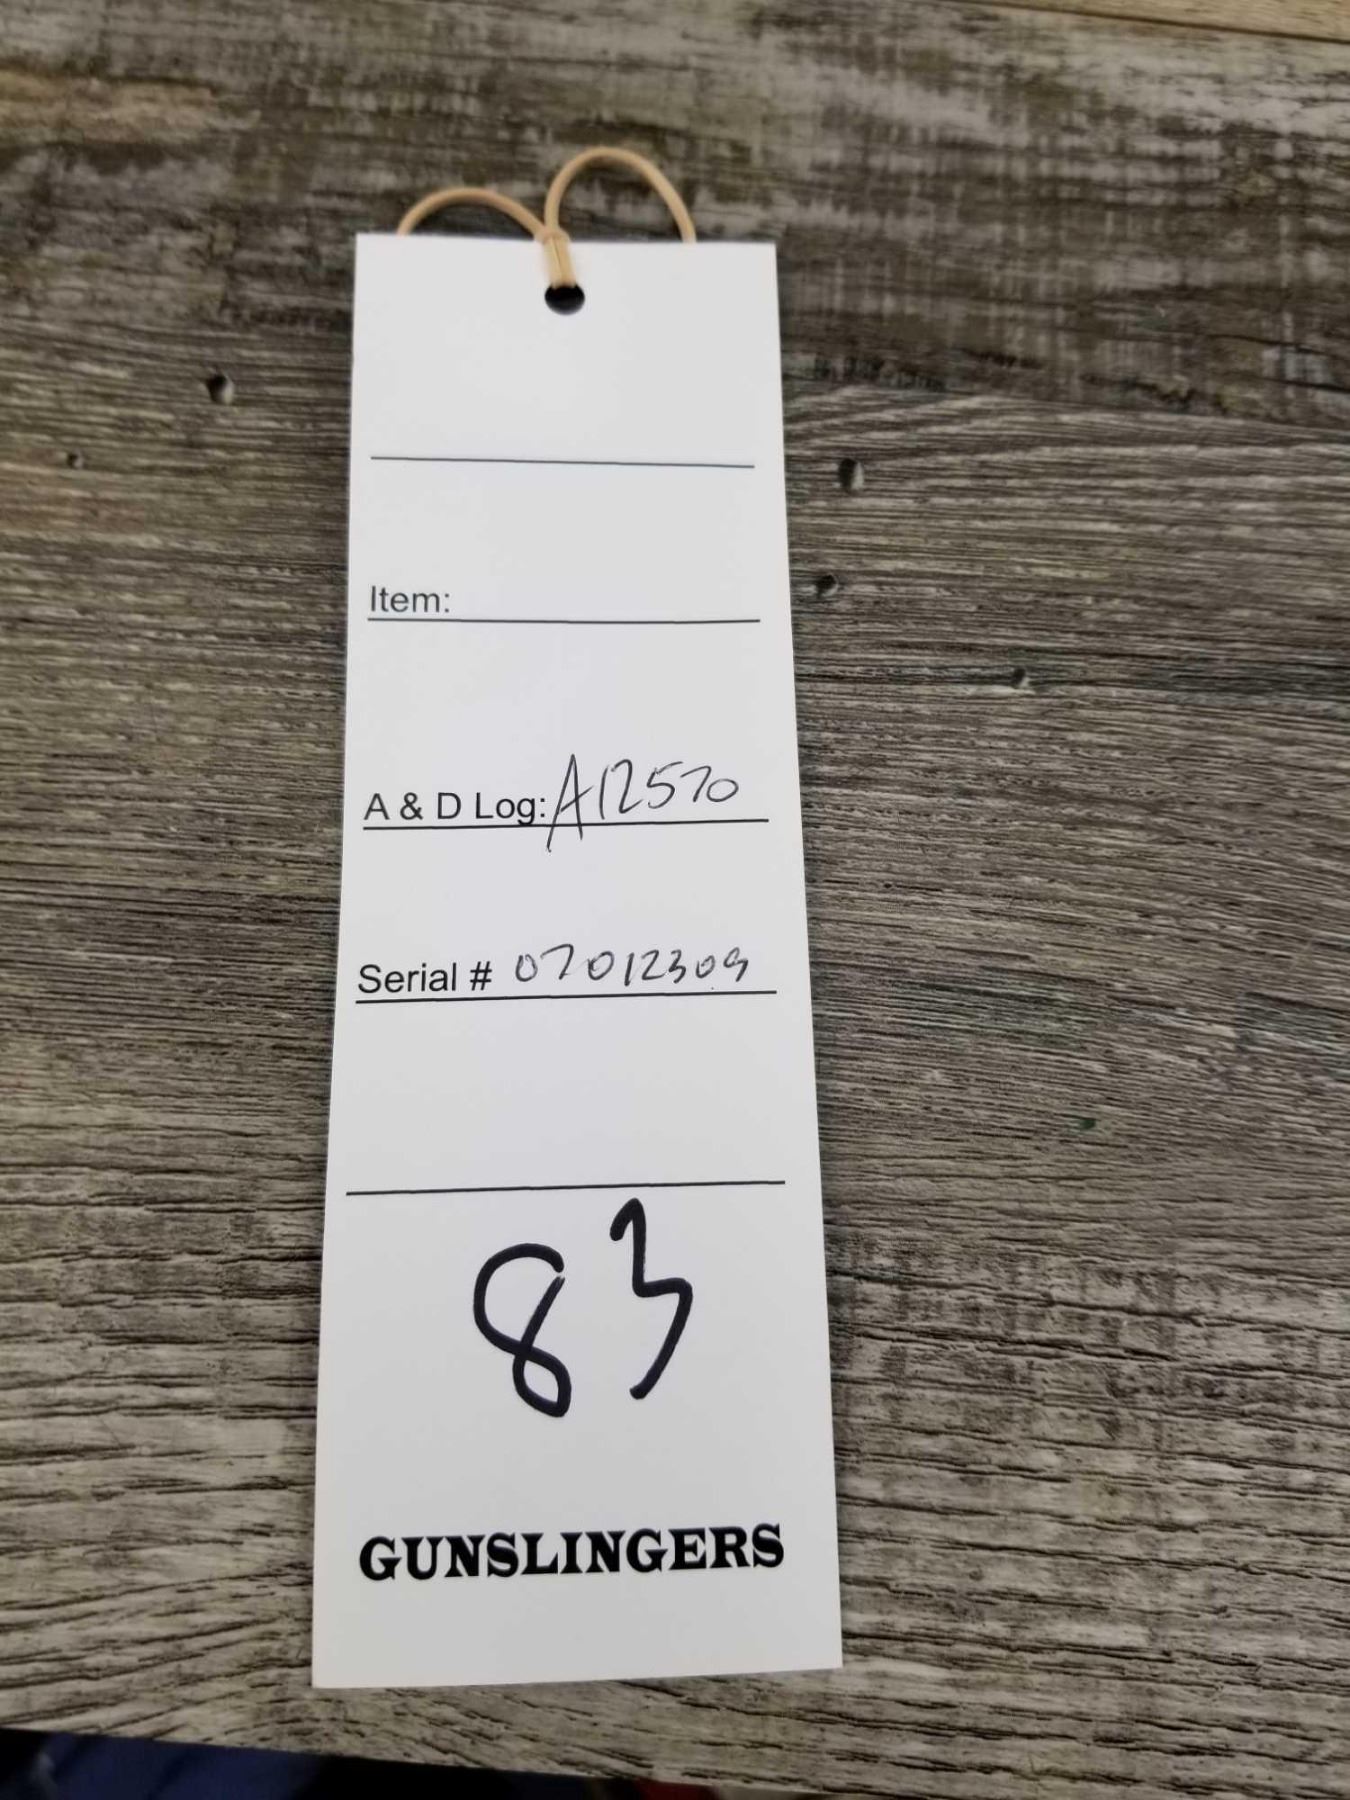 Item:
A & D Log: A12570
Serial # 07012309
83
GUNSLINGERS